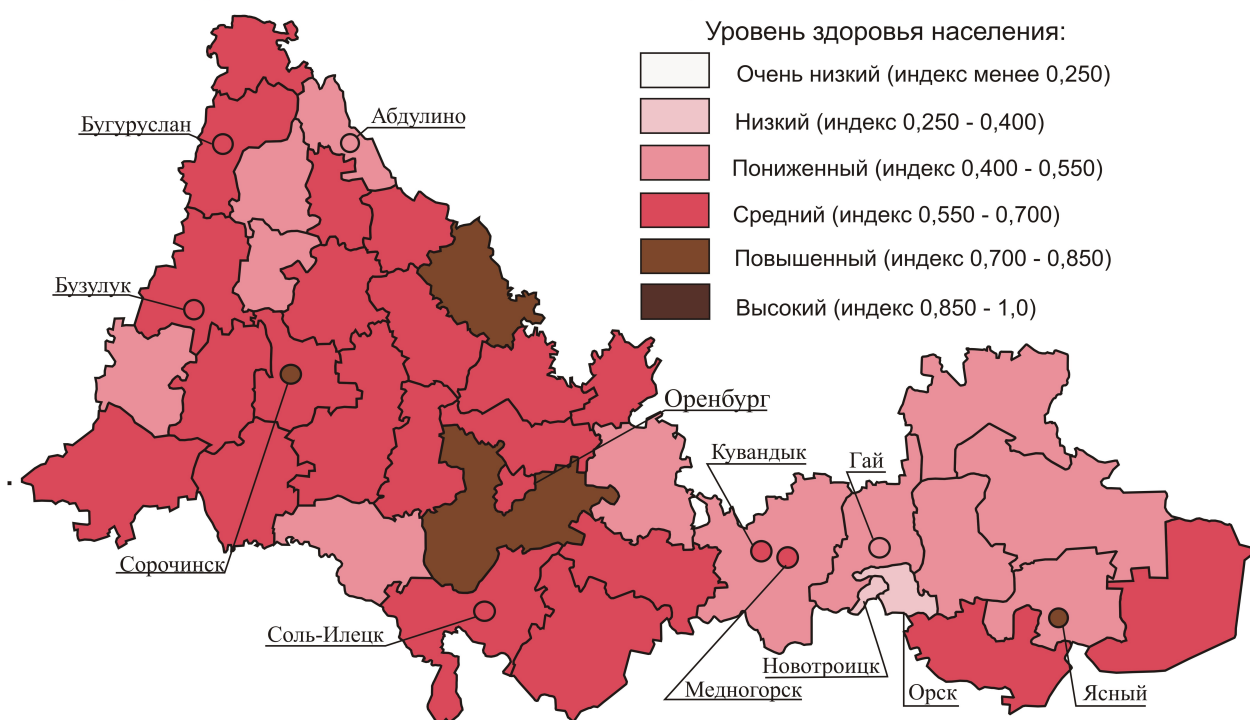 Уровень здоровья населения:
Очень низкий (индекс менее 0,250)
Низкий (индекс 0,250 - 0,400)
Пониженный (индекс 0,400 - 0,550)
Средний (индекс 0,550 - 0,700)
Повышенный (индекс 0,700 - 0,850)
Высокий (индекс 0,850 - 1,0)
Бугуруслан
Абдулино
Бузулук
Оренбург
Кувандык
Гай
Сорочинск
Соль-Илецк
Новотроицк
Медногорск
Орск
Ясный